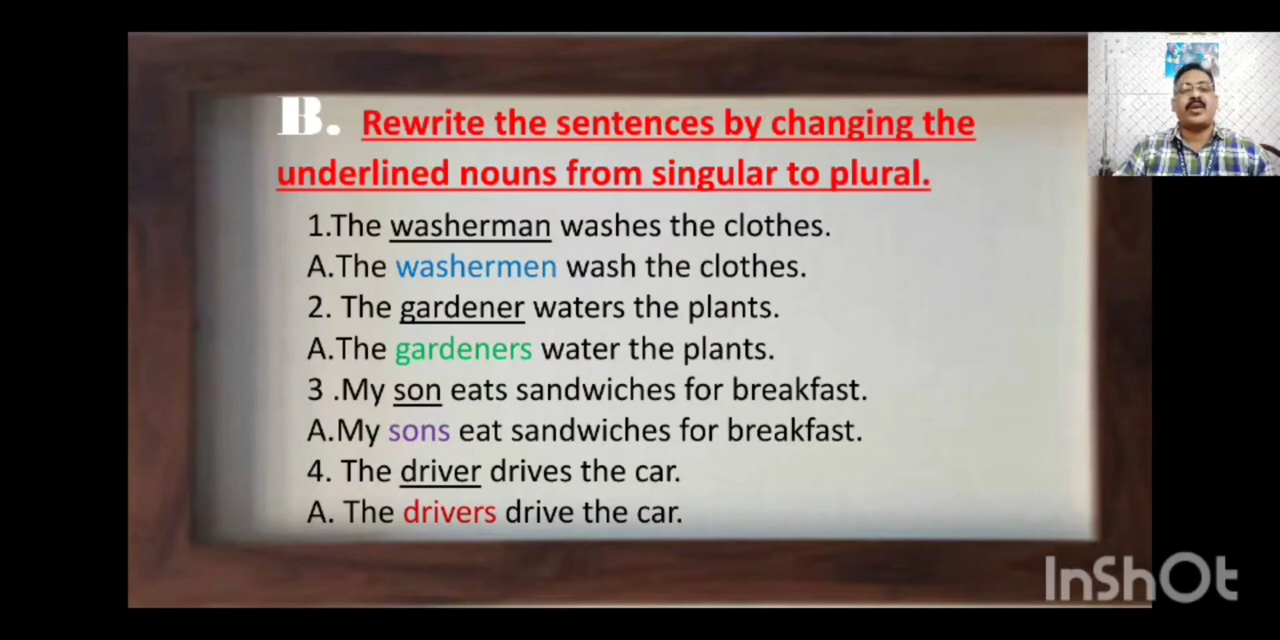 B. Rewrite the sentences by changing the
underlined nouns from singular to plural.
1.The washerman washes the clothes.
A.The washermen wash the clothes.
2. The gardener waters the plants.
A.The gardeners water the plants.
3 .My son eats sandwiches for breakfast.
A.My sons eat sandwiches for breakfast.
4. The driver drives the car.
A. The drivers drive the car.
InShOt